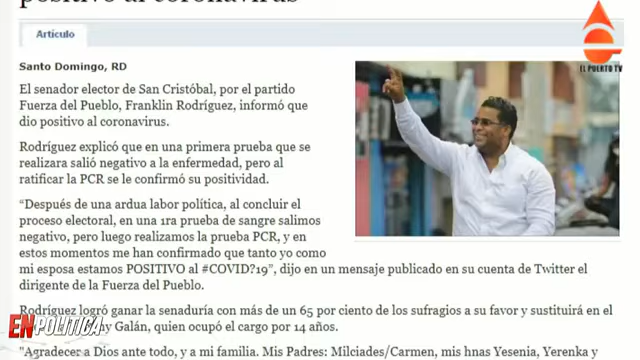 positivo al coronavirus
Artículo
EL PUERTO TV
Santo Domingo, RD
El senador elector de San Cristóbal, por el partido
Fuerza del Pueblo, Franklin Rodríguez, informó que
dio positivo al coronavirus.
Rodríguez explicó que en una primera prueba que se
realizara salió negativo a la enfermedad, pero al
ratificar la PCR se le confirmó su positividad.
“Después de una ardua labor política, al concluir el
proceso electoral, en una 1ra prueba de sangre salimos
negativo, pero luego realizamos la prueba PCR, y en
estos momentos me han confirmado que tanto yo como
mi esposa estamos POSITIVO al #COVID?19”, dijo en un mensaje publicado en su cuenta de Twitter el
dirigente de la Fuerza del Pueblo.
Rodríguez logró ganar la senaduría con más de un 65 por ciento de los sufragios a su favor y sustituirá en el
Galán, quien ocupó el cargo por 14 años.
EN POLITICA
“Agradecer a Dios ante todo, y a mi familia. Mis Padres: Milciades/Carmen, mis hnas Yesenia, Yerenka y